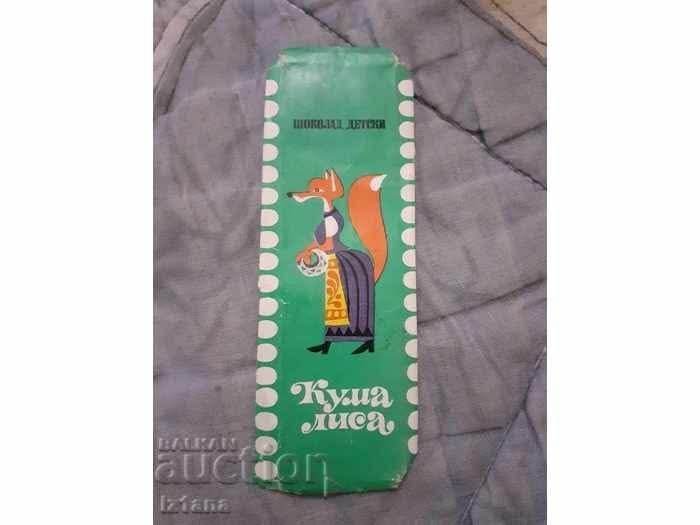 ШОКОЛАД ДЕТСКИ
Кума
лиса
BALKAN
auction
iztana